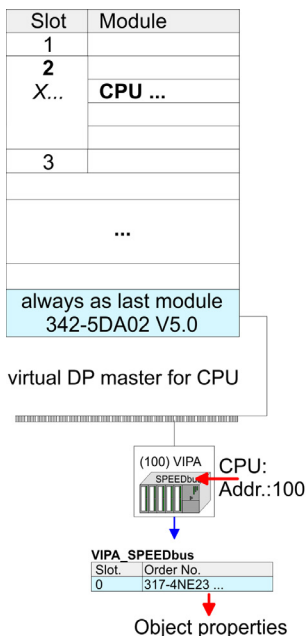 Slot Module
1
2
X... CPU ...
3
...
always as last module
342-5DA02 V5.0
virtual DP master for CPU
(100) VIPA
SPEEDbus
CPU:
Addr.:100
VIPA_SPEEDbus
Slot. Order No.
0 317-4NE23 ...
Object properties